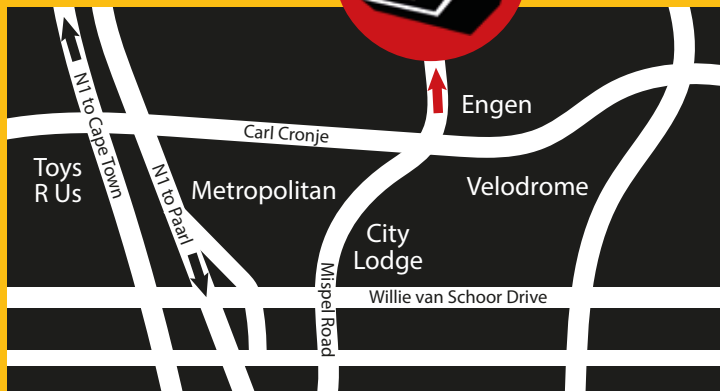 Engen
N1 to Cape Town
Carl Cronje
Toys
R Us
N1 to Paarl
Metropolitan
Velodrome
City
Lodge
Mispel Road
Willie van Schoor Drive